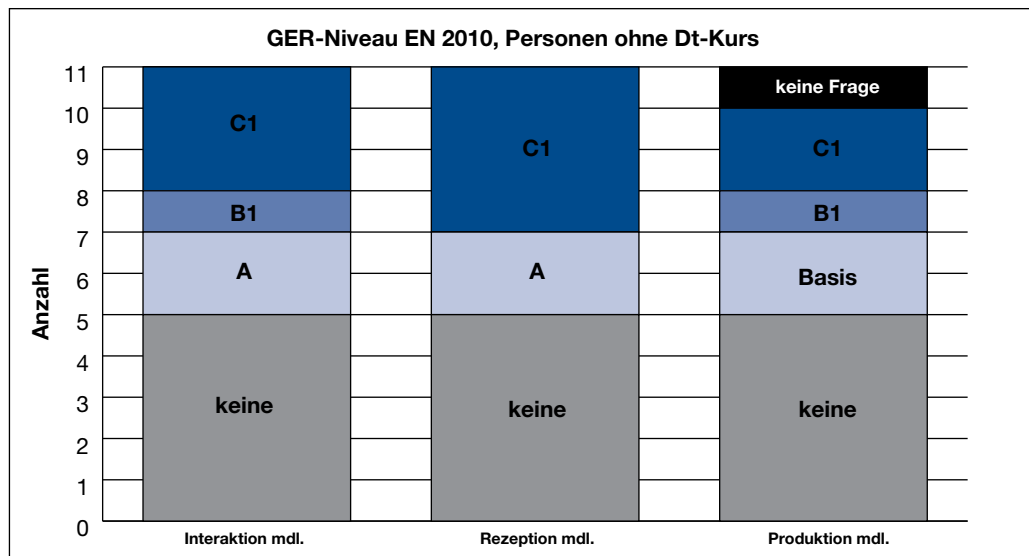 GER-Niveau EN 2010, Personen ohne Dt-Kurs
Anzahl
11
10
9
8
7
6
5
4
3
2
1
0
C1
B1
A
keine
C1
A
keine
keine Frage
C1
B1
Basis
keine
Interaktion mdl.
Rezeption mdl.
Produktion mdl.